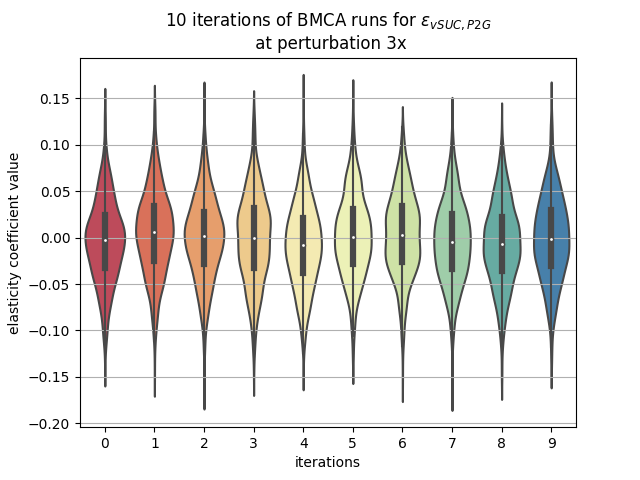 10 iterations of BMCA runs for ε_{vSUC,P2G}
at perturbation 3x
elasticity coefficient value
0.15
0.10
0.05
0.00
−0.05
−0.10
−0.15
−0.20
0 1 2 3 4 5 6 7 8 9
iterations